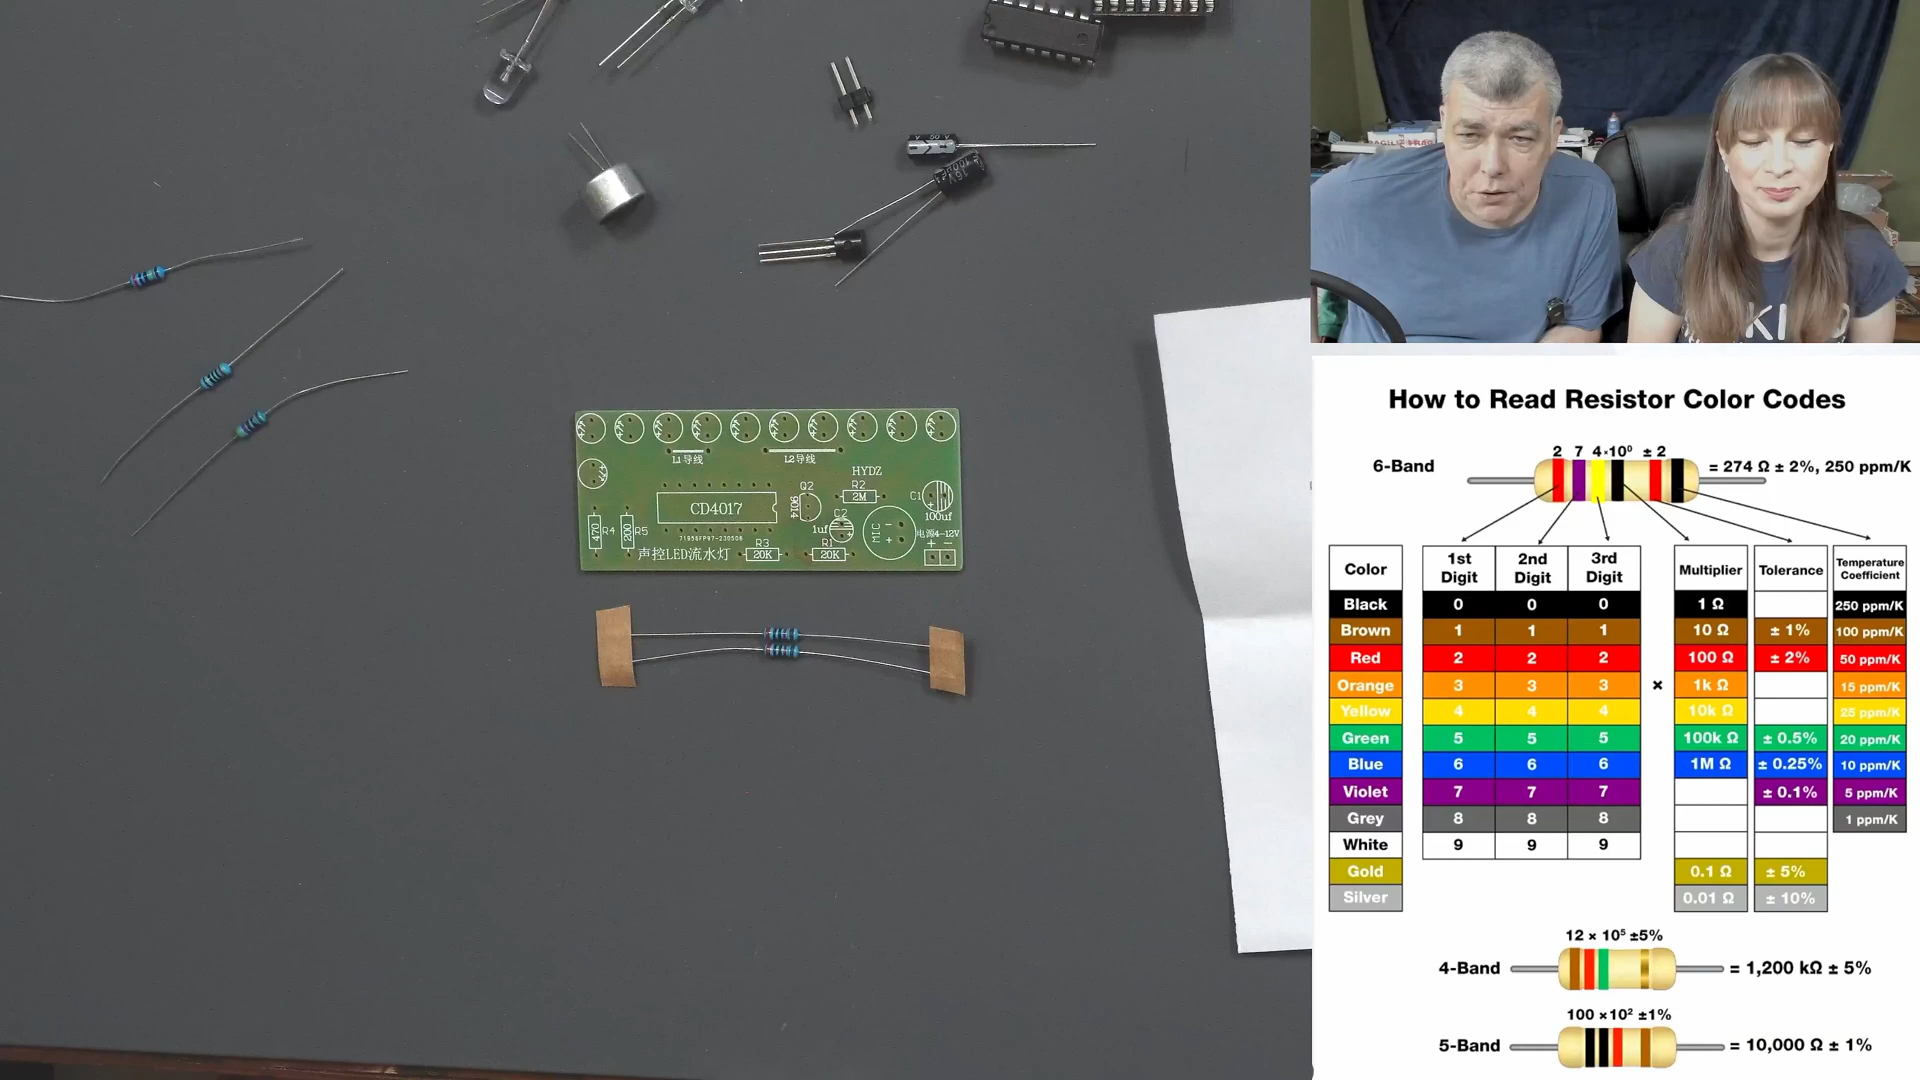 50 V
100uF
16V
L1导线
L2导线
HYDZ
R2
2M
Q2
9014
C1
100uf
CD4017
C2
1uf
MIC
- +
电源4-12V
+ -
470
R4
200
R5
71956FP97-230506
声控LED流水灯
R3
20K
R1
20K
How to Read Resistor Color Codes
6-Band
2 7 4×10⁰ ± 2
= 274 Ω ± 2%, 250 ppm/K
Color 1st Digit 2nd Digit 3rd Digit Multiplier Tolerance Temperature Coefficient
Black 0 0 0 1 Ω 250 ppm/K
Brown 1 1 1 10 Ω ± 1% 100 ppm/K
Red 2 2 2 100 Ω ± 2% 50 ppm/K
Orange 3 3 3 × 1k Ω 15 ppm/K
Yellow 4 4 4 10k Ω 25 ppm/K
Green 5 5 5 100k Ω ± 0.5% 20 ppm/K
Blue 6 6 6 1M Ω ± 0.25% 10 ppm/K
Violet 7 7 7 ± 0.1% 5 ppm/K
Grey 8 8 8 1 ppm/K
White 9 9 9
Gold 0.1 Ω ± 5%
Silver 0.01 Ω ± 10%
12 × 10⁵ ±5%
4-Band = 1,200 kΩ ± 5%
100 ×10² ±1%
5-Band = 10,000 Ω ± 1%